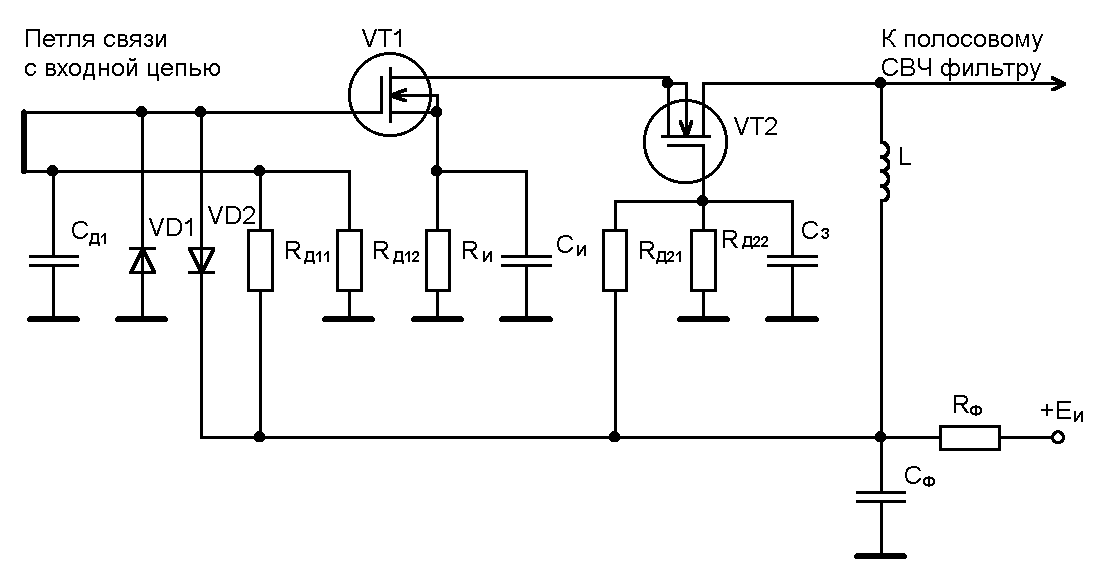 Петля связи
с входной цепью
VT1
К полосовому
СВЧ фильтру
VT2
L
CД1
VD1
VD2
RД11
RД12
RИ
CИ
RД21
RД22
CЗ
RФ
+EИ
CФ